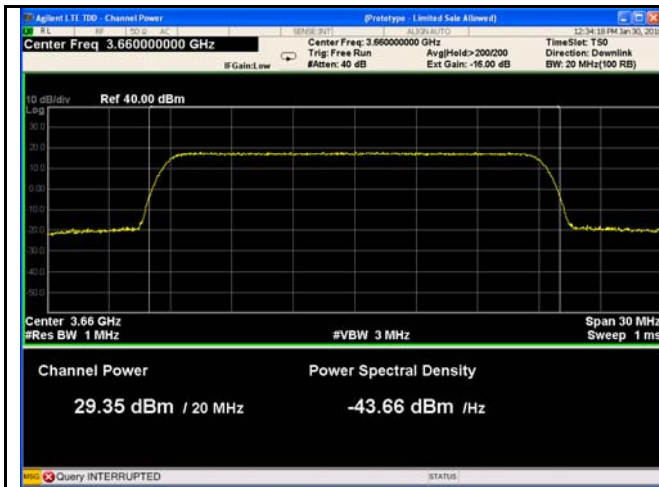 Agilent LTE TDD - Channel Power (Prototype - Limited Sale Allowed)
RL RF 50 Ω AC SENSE:INT ALIGN AUTO 12:34:18 PM Jan 30, 201
Center Freq 3.660000000 GHz Center Freq: 3.660000000 GHz TimeSlot: TS0
Trig: Free Run Avg|Hold:>200/200 Direction: Downlink
IFGain:Low #Atten: 40 dB Ext Gain: -16.00 dB BW: 20 MHz(100 RB)
10 dB/div Ref 40.00 dBm
Log
30.0
20.0
10.0
0.00
-10.0
-20.0
-30.0
-40.0
-50.0
Center 3.66 GHz Span 30 MHz
#Res BW 1 MHz #VBW 3 MHz Sweep 1 ms
Channel Power Power Spectral Density
29.35 dBm / 20 MHz -43.66 dBm /Hz
MSG Query INTERRUPTED STATUS